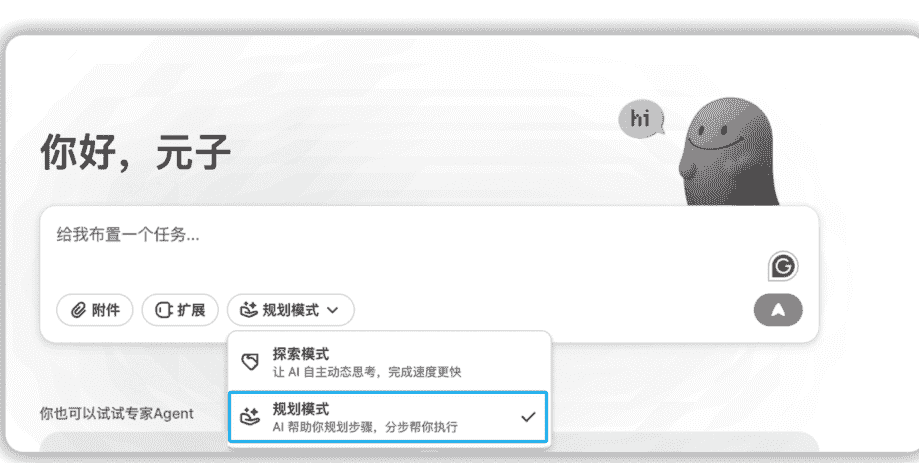 hi
你好，元子
给我布置一个任务...
附件
扩展
规划模式
探索模式
让 AI 自主动态思考，完成速度更快
规划模式
AI 帮助你规划步骤，分步帮你执行
你也可以试试专家Agent